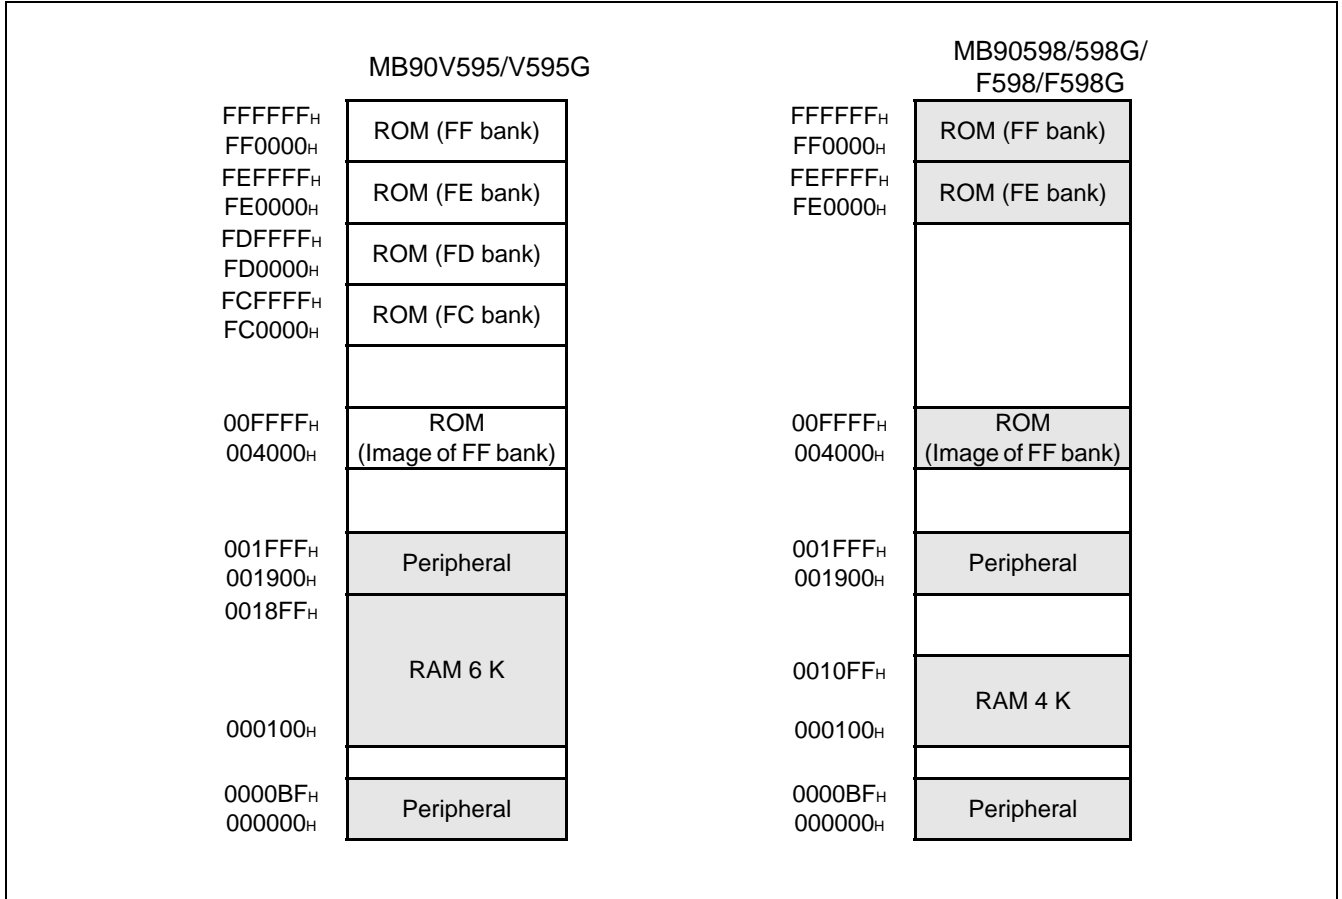 MB90V595/V595G
FFFFFFH
FF0000H
ROM (FF bank)
FEFFFFH
FE0000H
ROM (FE bank)
FDFFFFH
FD0000H
ROM (FD bank)
FCFFFFH
FC0000H
ROM (FC bank)
00FFFFH
004000H
ROM
(Image of FF bank)
001FFFH
001900H
Peripheral
0018FFH
RAM 6 K
000100H
0000BFH
000000H
Peripheral
MB90598/598G/
F598/F598G
FFFFFFH
FF0000H
ROM (FF bank)
FEFFFFH
FE0000H
ROM (FE bank)
00FFFFH
004000H
ROM
(Image of FF bank)
001FFFH
001900H
Peripheral
0010FFH
RAM 4 K
000100H
0000BFH
000000H
Peripheral